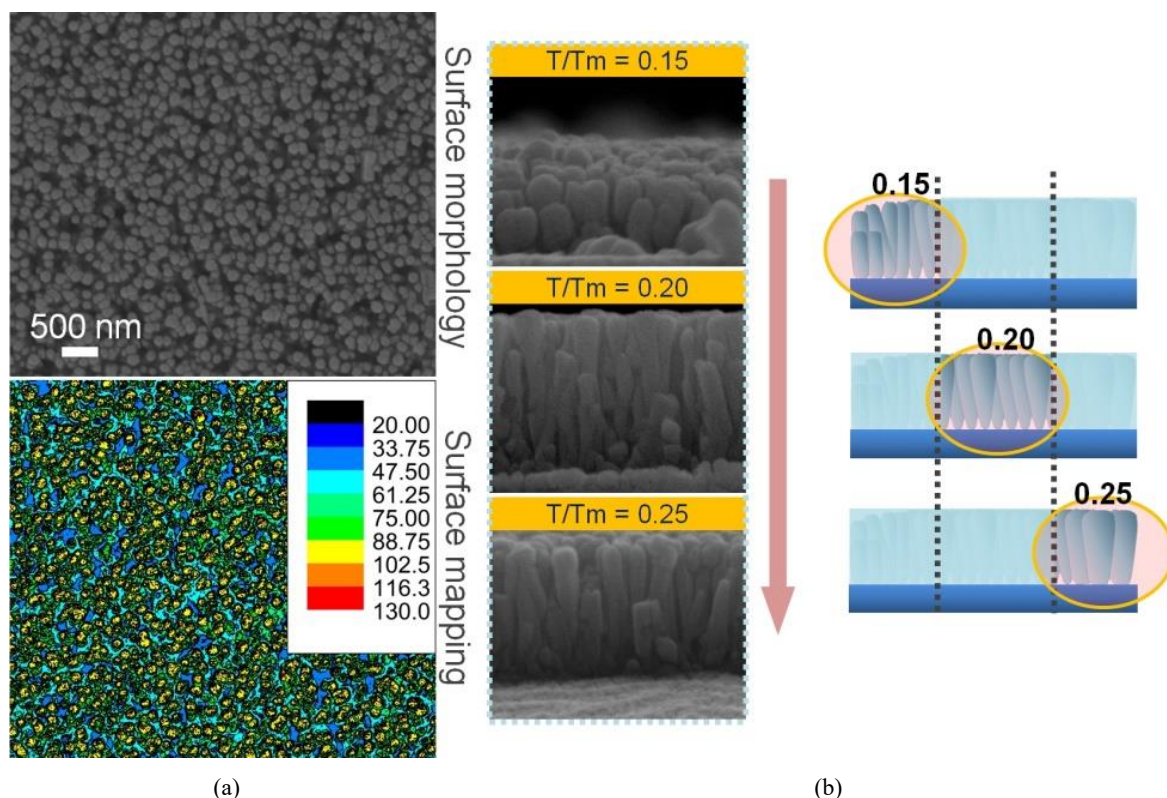 Surface morphology
500 nm
Surface mapping
20.00
33.75
47.50
61.25
75.00
88.75
102.5
116.3
130.0
(a)
T/Tm = 0.15
T/Tm = 0.20
T/Tm = 0.25
0.15
0.20
0.25
(b)